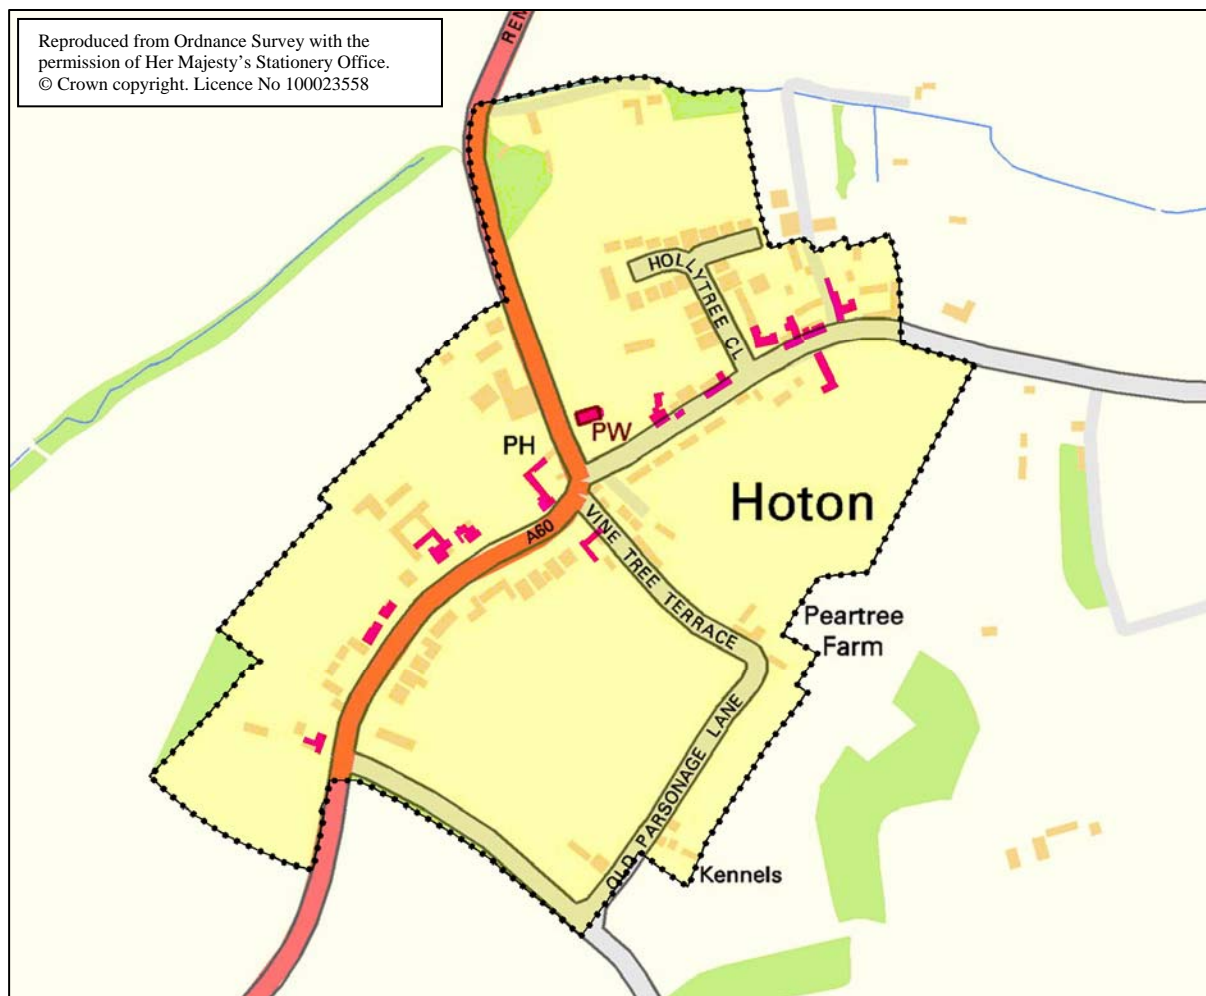 Reproduced from Ordnance Survey with the
permission of Her Majesty's Stationery Office.
© Crown copyright. Licence No 100023558
REM
HOLLYTREE CL
PW
PH
Hoton
A60
VINE TREE TERRACE
Peartree
Farm
OLD PARSONAGE LANE
Kennels